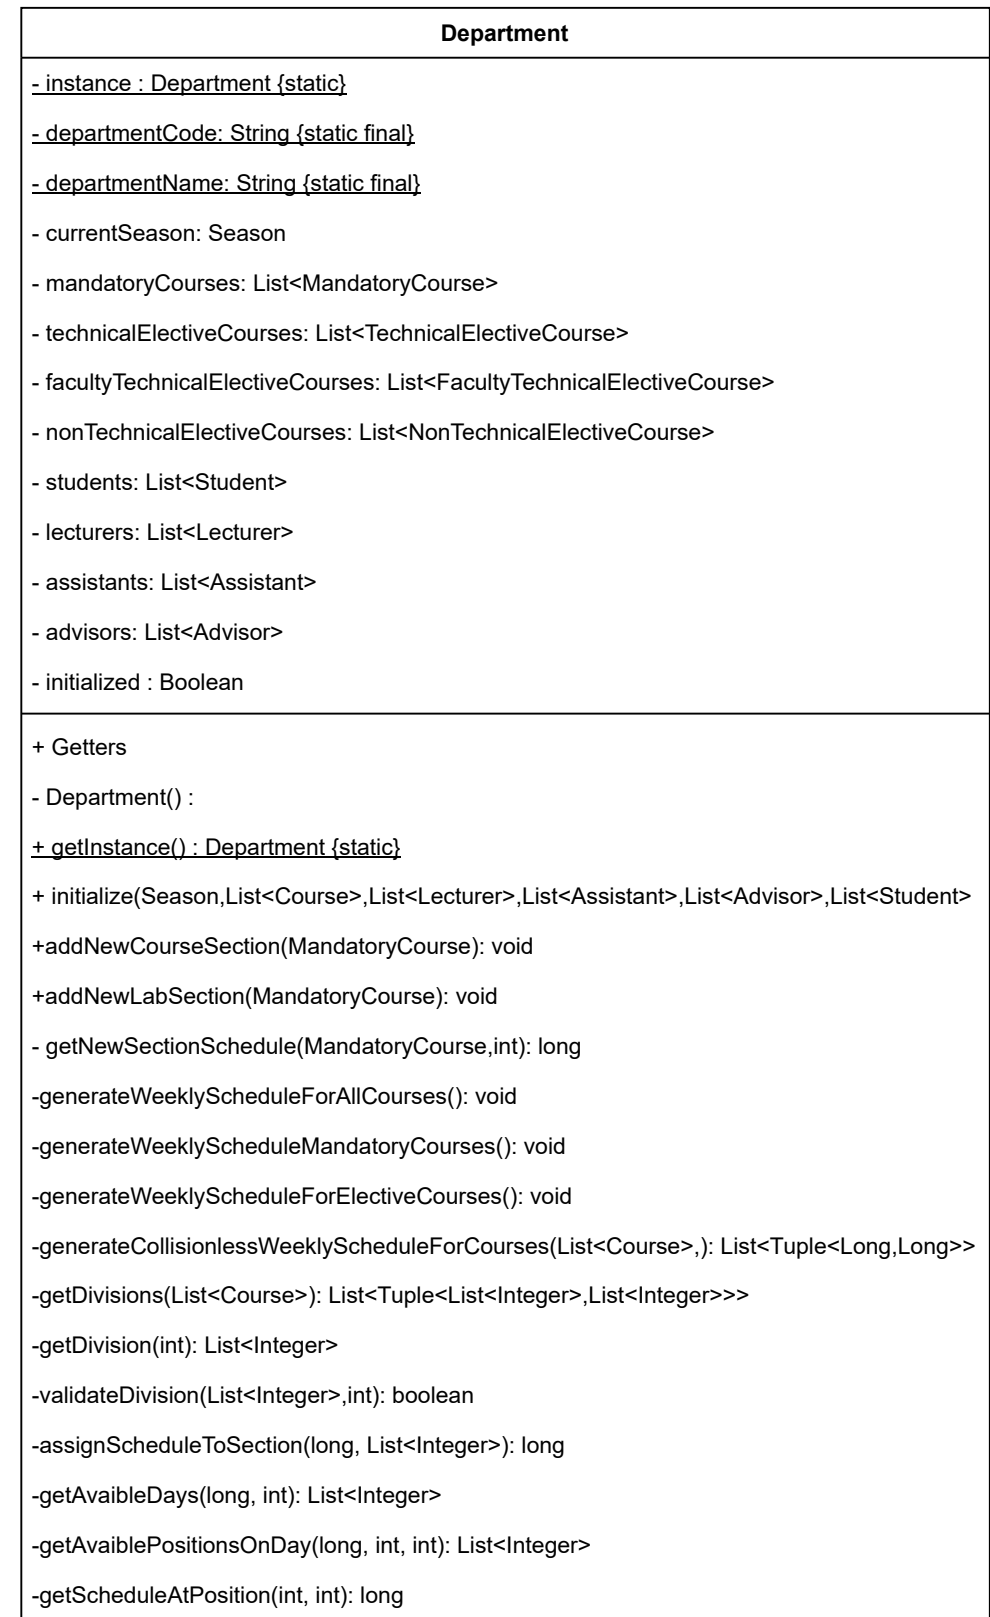 Department
- instance : Department {static}
- departmentCode: String {static final}
- departmentName: String {static final}
- currentSeason: Season
- mandatoryCourses: List<MandatoryCourse>
- technicalElectiveCourses: List<TechnicalElectiveCourse>
- facultyTechnicalElectiveCourses: List<FacultyTechnicalElectiveCourse>
- nonTechnicalElectiveCourses: List<NonTechnicalElectiveCourse>
- students: List<Student>
- lecturers: List<Lecturer>
- assistants: List<Assistant>
- advisors: List<Advisor>
- initialized : Boolean
+ Getters
- Department() :
+ getInstance() : Department {static}
+ initialize(Season,List<Course>,List<Lecturer>,List<Assistant>,List<Advisor>,List<Student>
+addNewCourseSection(MandatoryCourse): void
+addNewLabSection(MandatoryCourse): void
- getNewSectionSchedule(MandatoryCourse,int): long
-generateWeeklyScheduleForAllCourses(): void
-generateWeeklyScheduleMandatoryCourses(): void
-generateWeeklyScheduleForElectiveCourses(): void
-generateCollisionlessWeeklyScheduleForCourses(List<Course>,): List<Tuple<Long,Long>>
-getDivisions(List<Course>): List<Tuple<List<Integer>,List<Integer>>>
-getDivision(int): List<Integer>
-validateDivision(List<Integer>,int): boolean
-assignScheduleToSection(long, List<Integer>): long
-getAvaibleDays(long, int): List<Integer>
-getAvaiblePositionsOnDay(long, int, int): List<Integer>
-getScheduleAtPosition(int, int): long